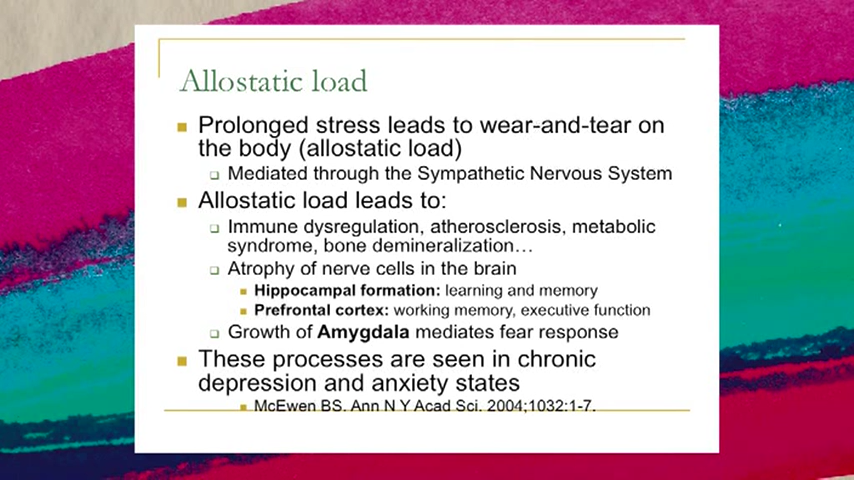 Allostatic load
Prolonged stress leads to wear-and-tear on
the body (allostatic load)
Mediated through the Sympathetic Nervous System
Allostatic load leads to:
Immune dysregulation, atherosclerosis, metabolic
syndrome, bone demineralization…
Atrophy of nerve cells in the brain
Hippocampal formation: learning and memory
Prefrontal cortex: working memory, executive function
Growth of Amygdala mediates fear response
These processes are seen in chronic
depression and anxiety states
McEwen BS. Ann N Y Acad Sci. 2004;1032:1-7.